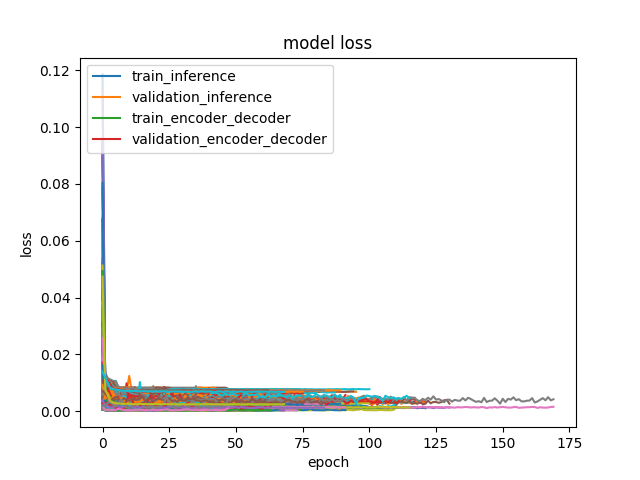 model loss
train_inference
validation_inference
train_encoder_decoder
validation_encoder_decoder
0.12
0.10
0.08
0.06
0.04
0.02
0.00
loss
0 25 50 75 100 125 150 175
epoch